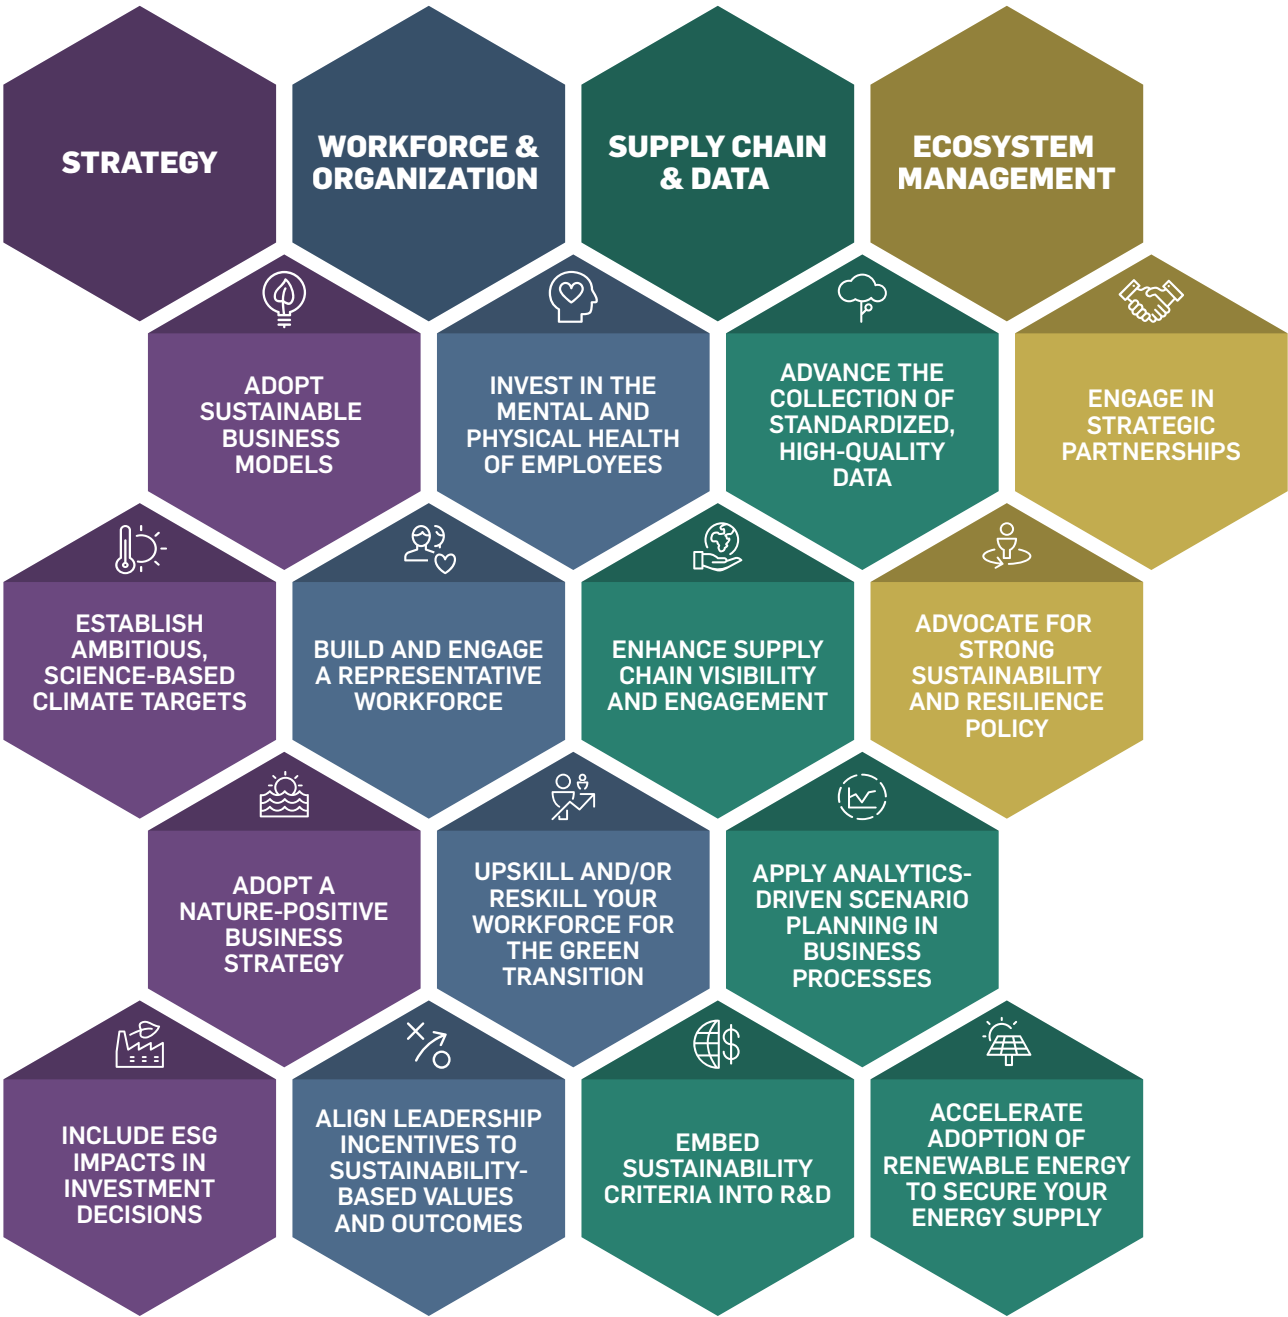 STRATEGY
WORKFORCE &
ORGANIZATION
SUPPLY CHAIN
& DATA
ECOSYSTEM
MANAGEMENT
ADOPT
SUSTAINABLE
BUSINESS
MODELS
INVEST IN THE
MENTAL AND
PHYSICAL HEALTH
OF EMPLOYEES
ADVANCE THE
COLLECTION OF
STANDARDIZED,
HIGH-QUALITY
DATA
ENGAGE IN
STRATEGIC
PARTNERSHIPS
ESTABLISH
AMBITIOUS,
SCIENCE-BASED
CLIMATE TARGETS
BUILD AND ENGAGE
A REPRESENTATIVE
WORKFORCE
ENHANCE SUPPLY
CHAIN VISIBILITY
AND ENGAGEMENT
ADVOCATE FOR
STRONG
SUSTAINABILITY
AND RESILIENCE
POLICY
ADOPT A
NATURE-POSITIVE
BUSINESS
STRATEGY
UPSKILL AND/OR
RESKILL YOUR
WORKFORCE FOR
THE GREEN
TRANSITION
APPLY ANALYTICS-
DRIVEN SCENARIO
PLANNING IN
BUSINESS
PROCESSES
INCLUDE ESG
IMPACTS IN
INVESTMENT
DECISIONS
ALIGN LEADERSHIP
INCENTIVES TO
SUSTAINABILITY-
BASED VALUES
AND OUTCOMES
EMBED
SUSTAINABILITY
CRITERIA INTO R&D
ACCELERATE
ADOPTION OF
RENEWABLE ENERGY
TO SECURE YOUR
ENERGY SUPPLY